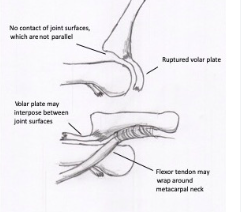 No contact of joint surfaces,
which are not parallel
Ruptured volar plate
Volar plate may
interpose between
joint surfaces
Flexor tendon may
wrap around
metacarpal neck